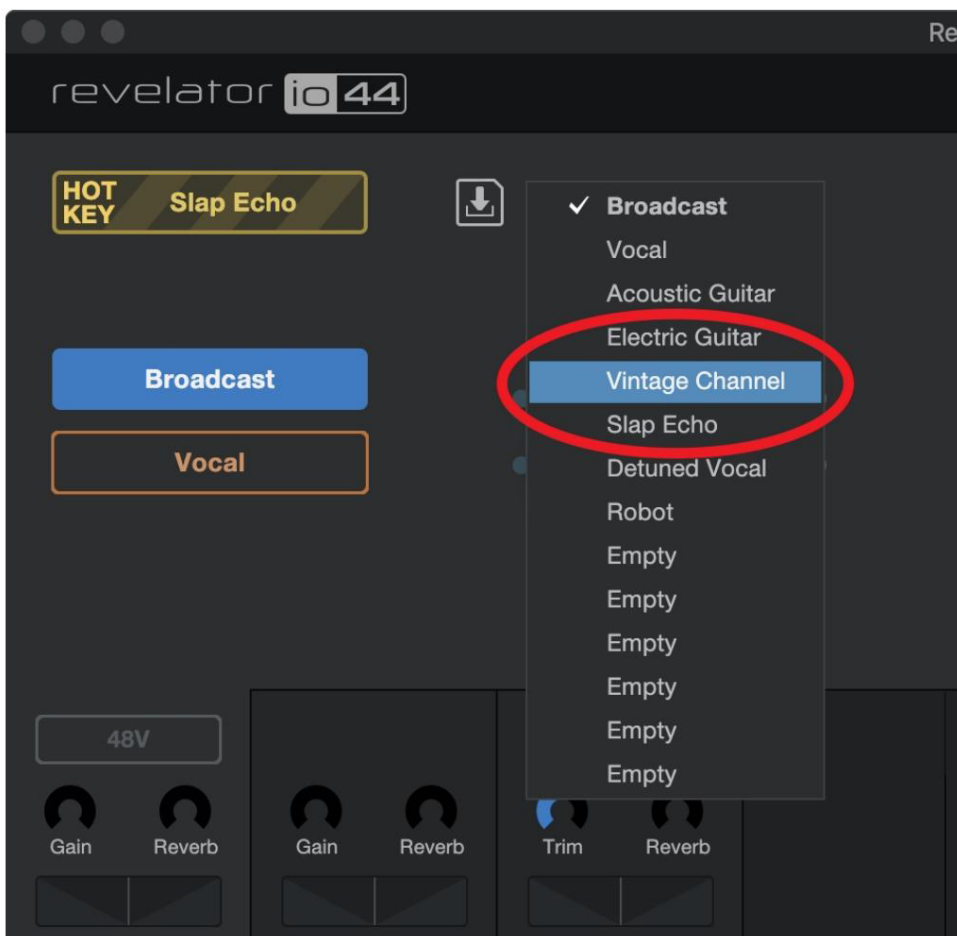 Re
revelator io 44
HOT KEY
Slap Echo
✓ Broadcast
Vocal
Acoustic Guitar
Electric Guitar
Vintage Channel
Slap Echo
Detuned Vocal
Robot
Empty
Empty
Empty
Empty
Empty
Empty
Broadcast
Vocal
48V
Gain Reverb Gain Reverb Trim Reverb